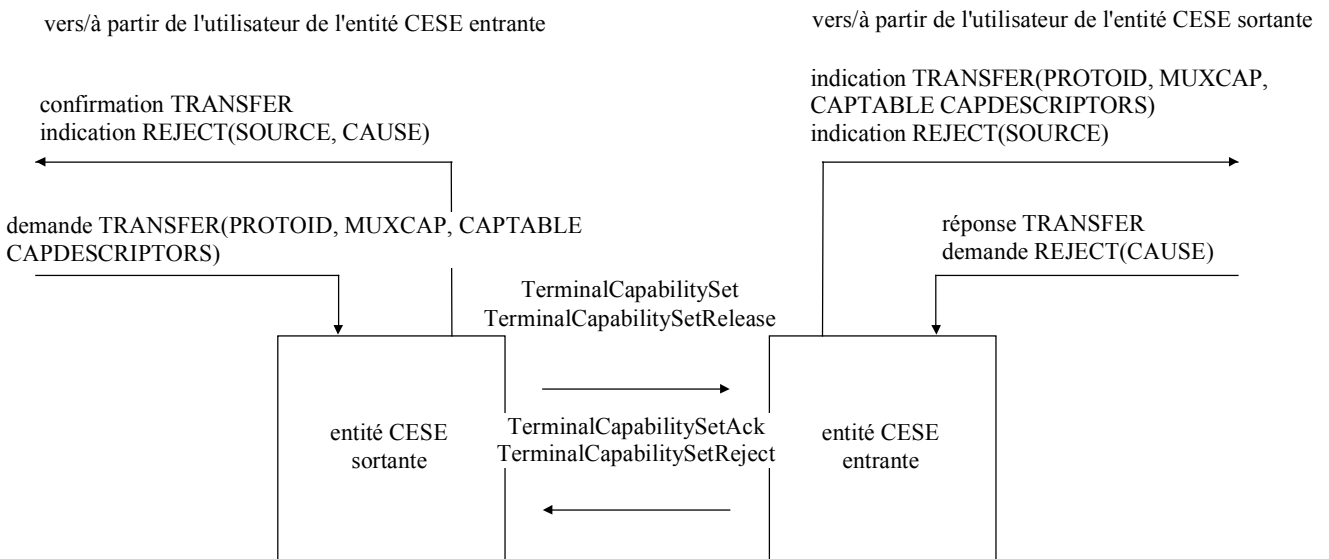 vers/à partir de l'utilisateur de l'entité CESE entrante
vers/à partir de l'utilisateur de l'entité CESE sortante
confirmation TRANSFER
indication REJECT(SOURCE, CAUSE)
indication TRANSFER(PROTOID, MUXCAP,
CAPTABLE CAPDESCRIPTORS)
indication REJECT(SOURCE)
demande TRANSFER(PROTOID, MUXCAP, CAPTABLE
CAPDESCRIPTORS)
réponse TRANSFER
demande REJECT(CAUSE)
TerminalCapabilitySet
TerminalCapabilitySetRelease
entité CESE
sortante
TerminalCapabilitySetAck
TerminalCapabilitySetReject
entité CESE
entrante